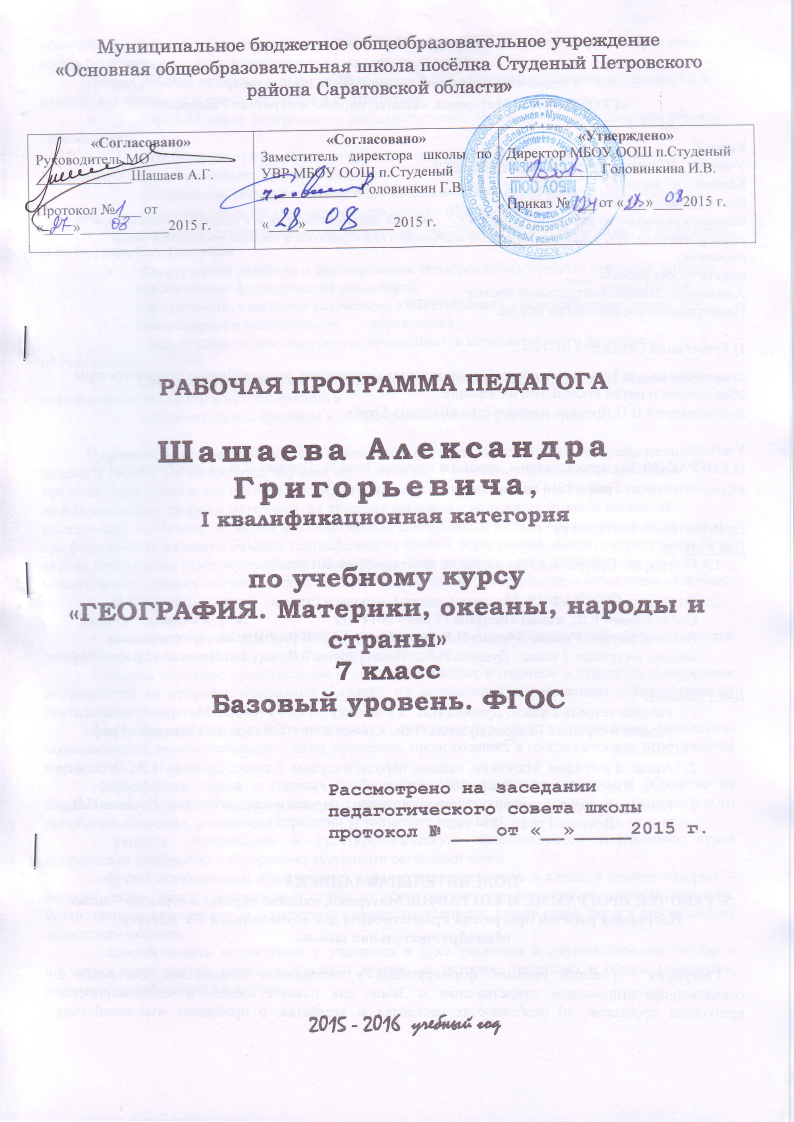 Муниципальное бюджетное общеобразовательное учреждение
«Основная общеобразовательная школа посёлка Студеный Петровского
района Саратовской области»
«Согласовано»
Руководитель МО
Шашаев А.Г.
Протокол №1 от
«27» 08 2015 г.
«Согласовано»
Заместитель директора школы по
УВР МБОУ ООШ п.Студеный
Головинкин Г.В.
«28» 08 2015 г.
«Утверждено»
Директор МБОУ ООШ п.Студеный
Головинкина И.В.
Приказ № от « » 08 2015 г.
РАБОЧАЯ ПРОГРАММА ПЕДАГОГА
Шашаева Александра
Григорьевича,
I квалификационная категория
по учебному курсу
«ГЕОГРАФИЯ. Материки, океаны, народы и
страны»
7 класс
Базовый уровень. ФГОС
Рассмотрено на заседании
педагогического совета школы
протокол № ____ от « »_____2015 г.
2015 - 2016 учебный год